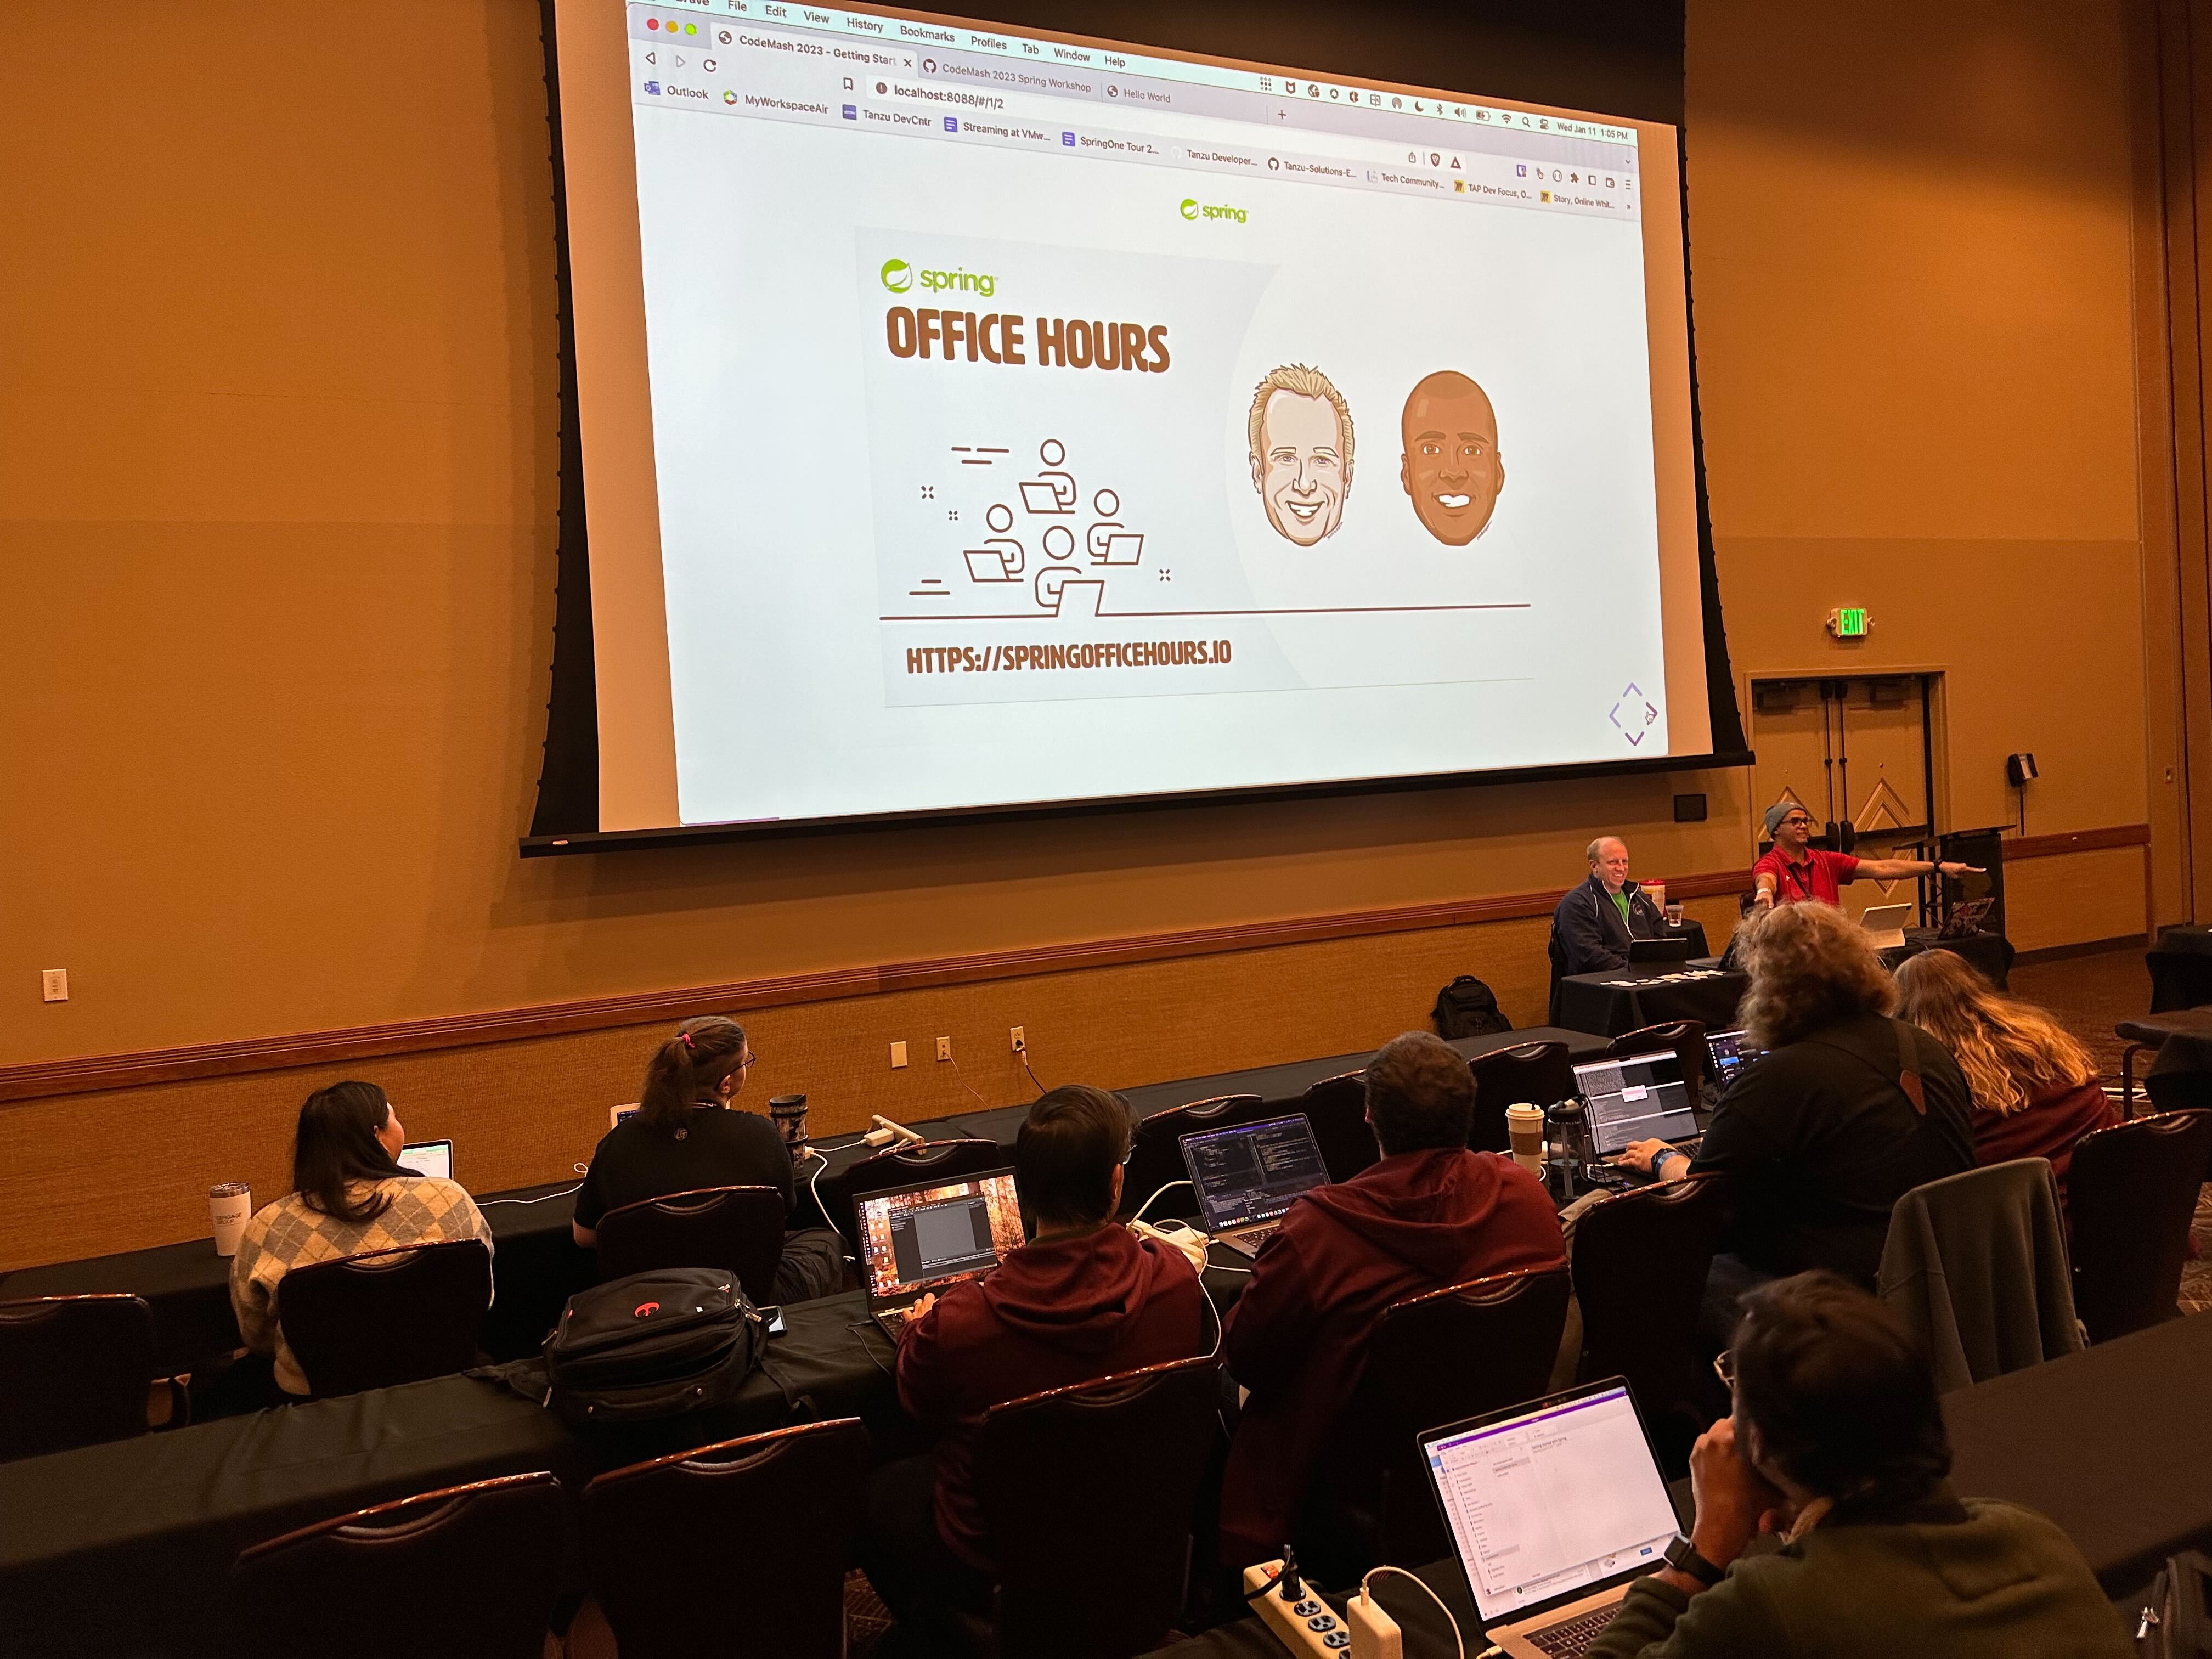 File Edit View History Bookmarks Profiles Tab Window Help
Wed Jan 11 1:05 PM
CodeMash 2023 - Getting Start
CodeMash 2023 Spring Workshop
Hello World
localhost:8088/#/1/2
Outlook
MyWorkspaceAir
Tanzu DevCntr
Streaming at VMw...
SpringOne Tour 2...
Tanzu Developer...
Tanzu-Solutions-E...
Tech Community...
TAP Dev Focus, O...
Story, Online Whit...
spring
spring
OFFICE HOURS
HTTPS://SPRINGOFFICEHOURS.IO
EXIT